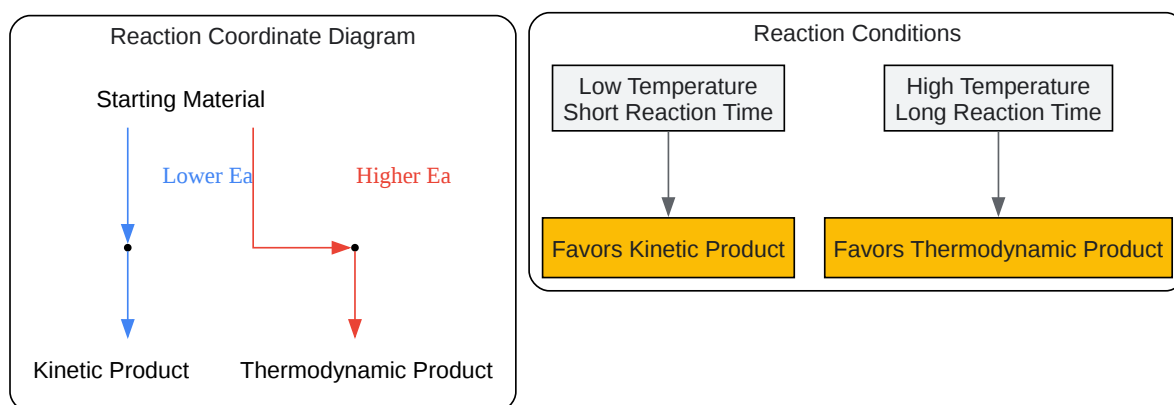 Reaction Coordinate Diagram
Starting Material
Lower Ea
Higher Ea
Kinetic Product
Thermodynamic Product
Reaction Conditions
Low Temperature
Short Reaction Time
High Temperature
Long Reaction Time
Favors Kinetic Product
Favors Thermodynamic Product